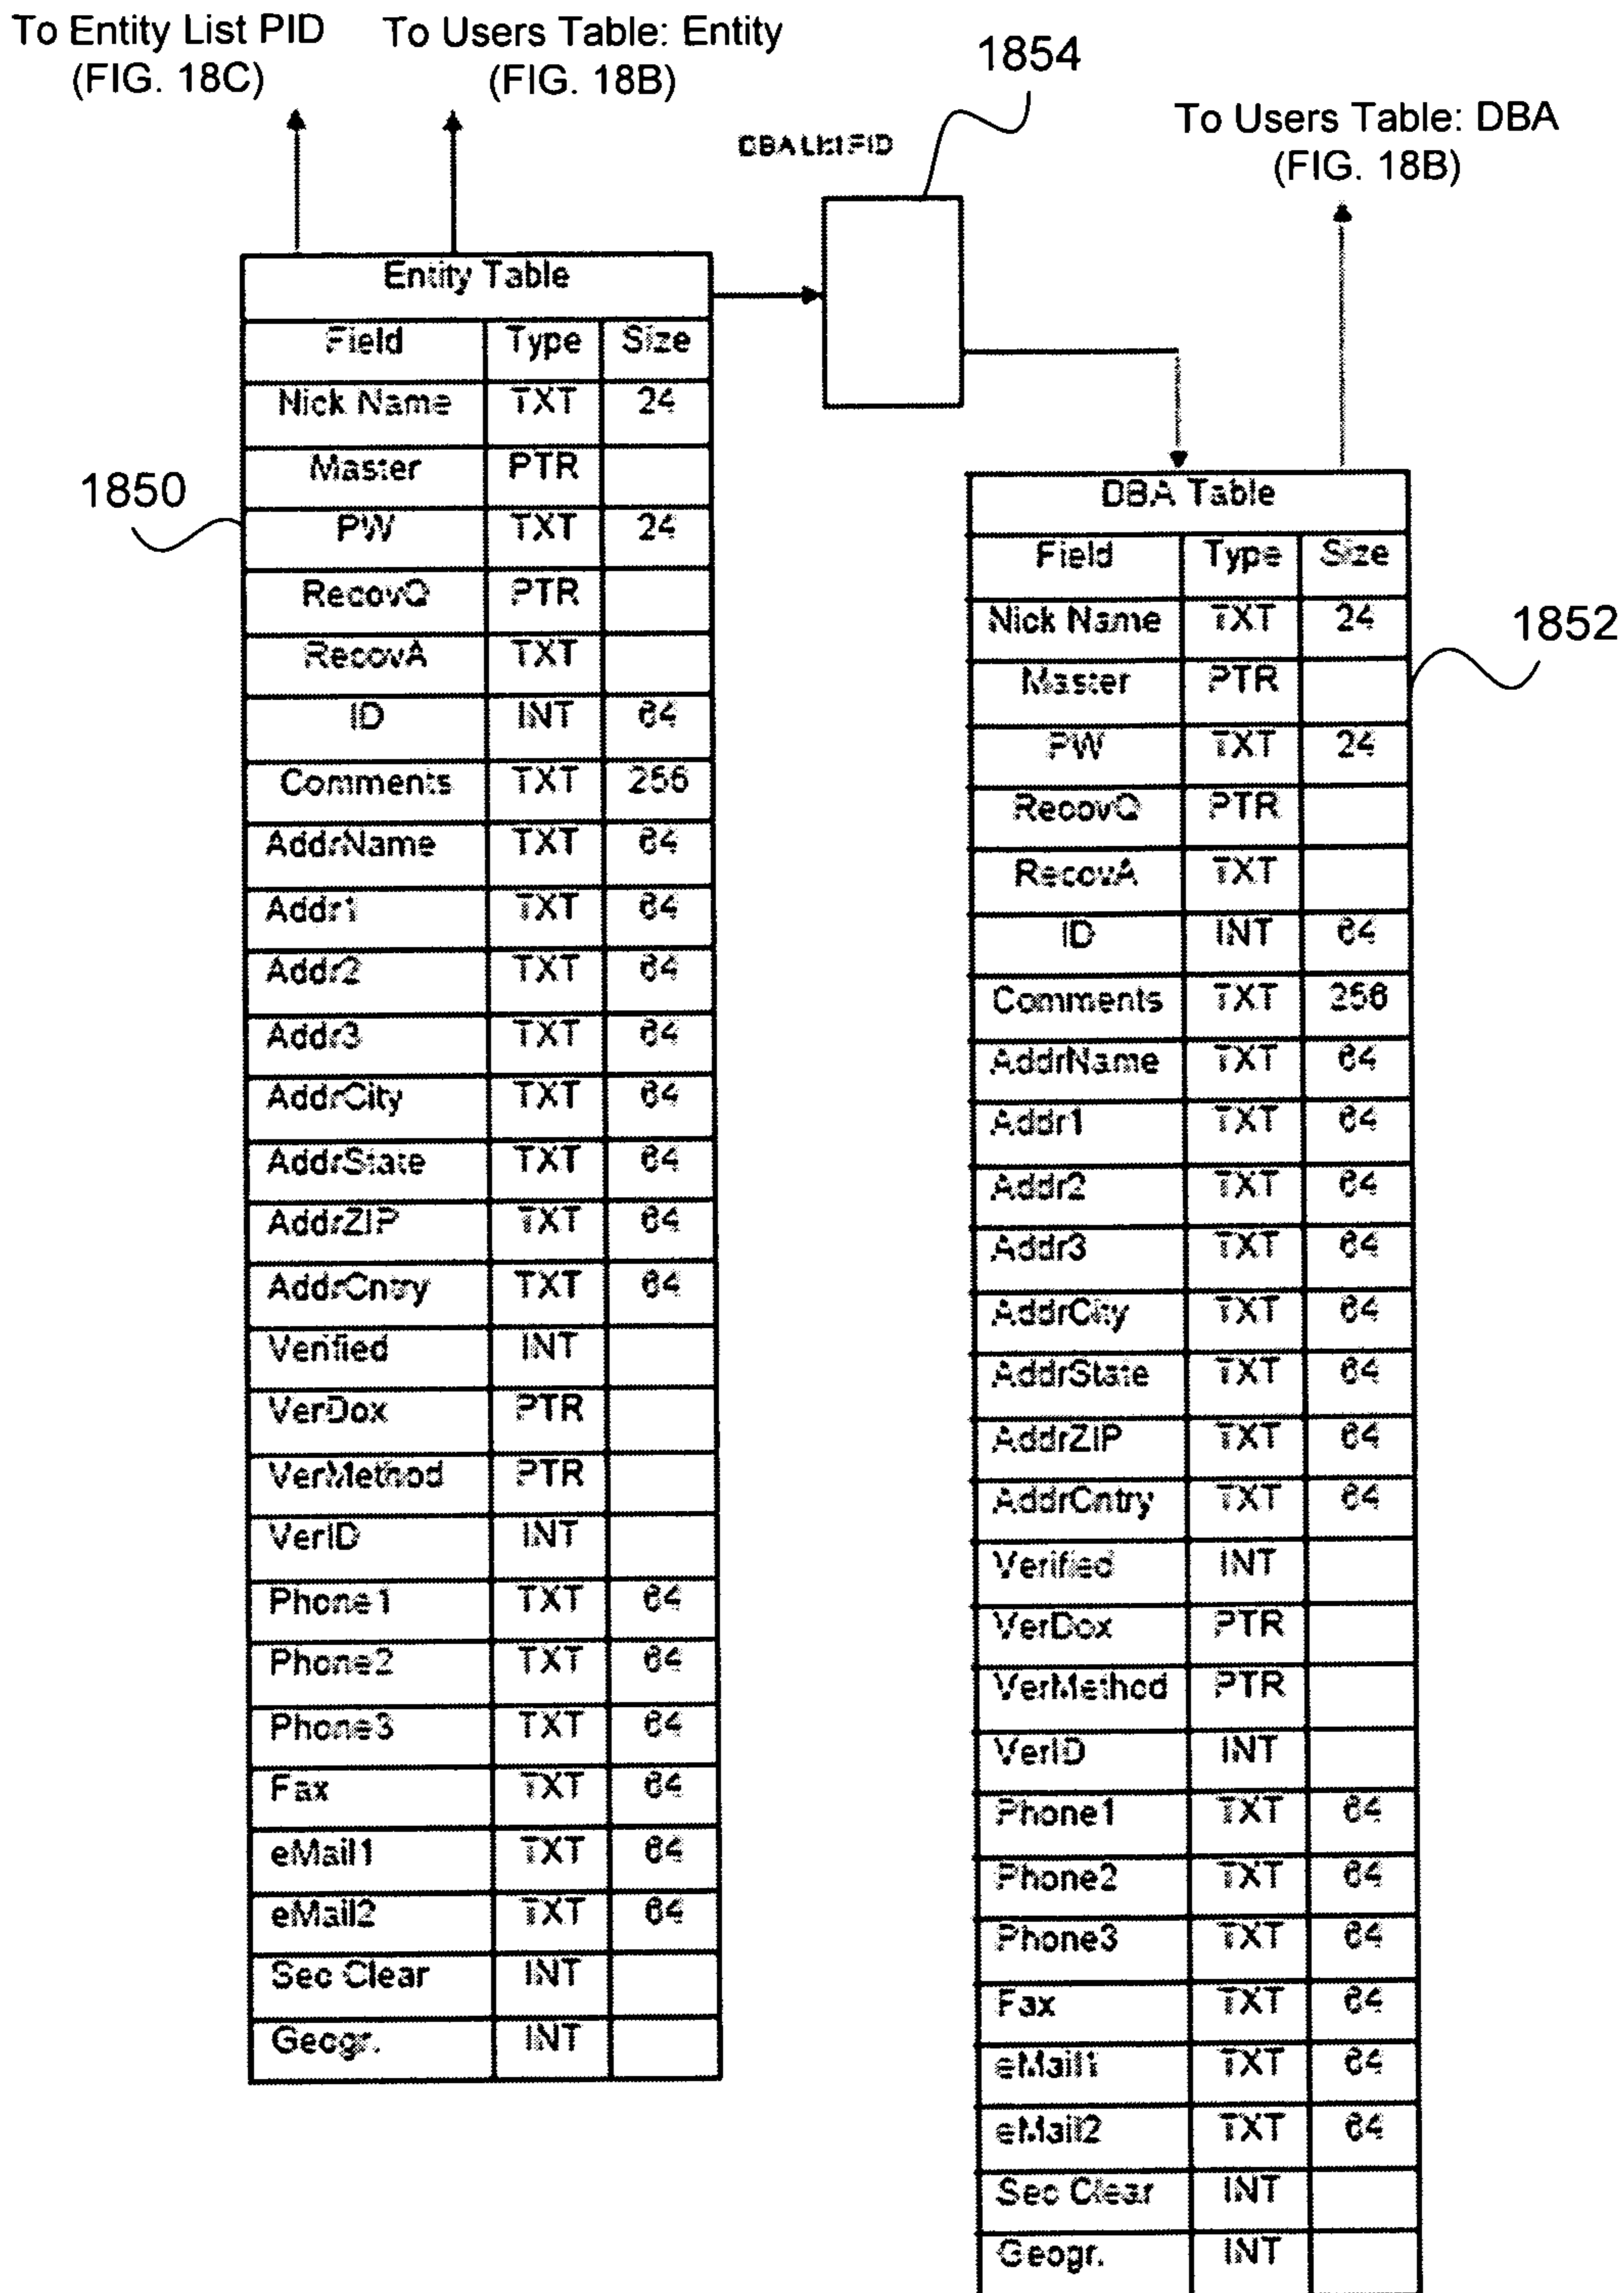 To Entity List PID
(FIG. 18C)
To Users Table: Entity
(FIG. 18B)
1854
To Users Table: DBA
(FIG. 18B)
DBA List PID
Entity Table
Field Type Size
Nick Name TXT 24
Master PTR
1850
PW TXT 24
RecovQ PTR
RecovA TXT
ID INT 64
Comments TXT 256
AddrName TXT 64
Addr1 TXT 64
Addr2 TXT 64
Addr3 TXT 64
AddrCity TXT 64
AddrState TXT 64
AddrZIP TXT 64
AddrCntry TXT 64
Verified INT
VerDox PTR
VerMethod PTR
VerID INT
Phone1 TXT 64
Phone2 TXT 64
Phone3 TXT 64
Fax TXT 64
eMail1 TXT 64
eMail2 TXT 64
Sec Clear INT
Geogr. INT
DBA Table
Field Type Size
Nick Name TXT 24
1852
Master PTR
PW TXT 24
RecovQ PTR
RecovA TXT
ID INT 64
Comments TXT 256
AddrName TXT 64
Addr1 TXT 64
Addr2 TXT 64
Addr3 TXT 64
AddrCity TXT 64
AddrState TXT 64
AddrZIP TXT 64
AddrCntry TXT 64
Verified INT
VerDox PTR
VerMethod PTR
VerID INT
Phone1 TXT 64
Phone2 TXT 64
Phone3 TXT 64
Fax TXT 64
eMail1 TXT 64
eMail2 TXT 64
Sec Clear INT
Geogr. INT